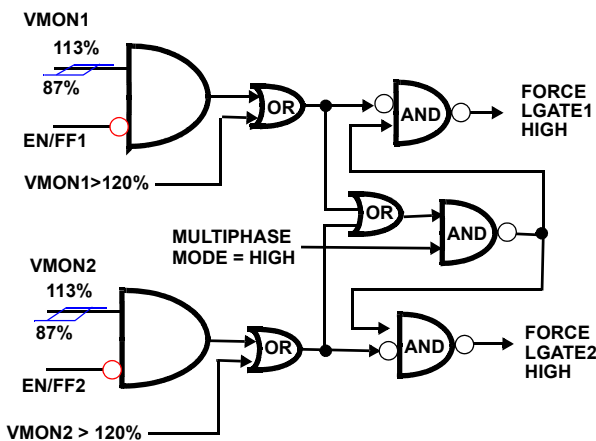 VMON1
113%
87%
EN/FF1
VMON1>120%
OR
AND
FORCE
LGATE1
HIGH
OR
AND
MULTIPHASE
MODE = HIGH
VMON2
113%
87%
EN/FF2
VMON2 > 120%
OR
AND
FORCE
LGATE2
HIGH